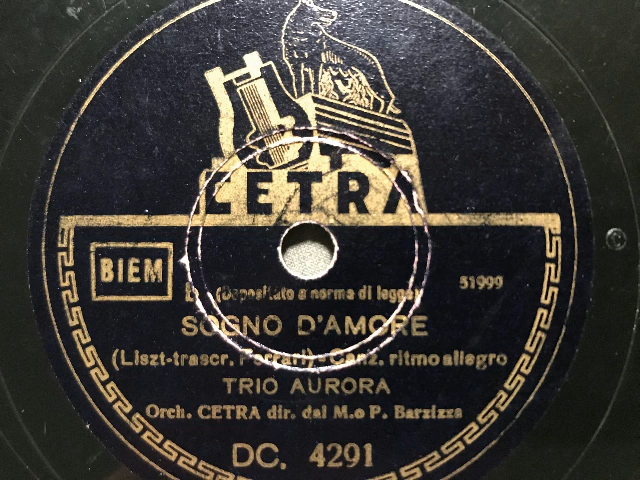 CETRA
BIEM
(Depositato a norma di legge) 51999
SOGNO D'AMORE
(Liszt-trascr. Ferrari) - Canz. ritmo allegro
TRIO AURORA
Orch. CETRA dir. dal M.o P. Barzizza
DC. 4291